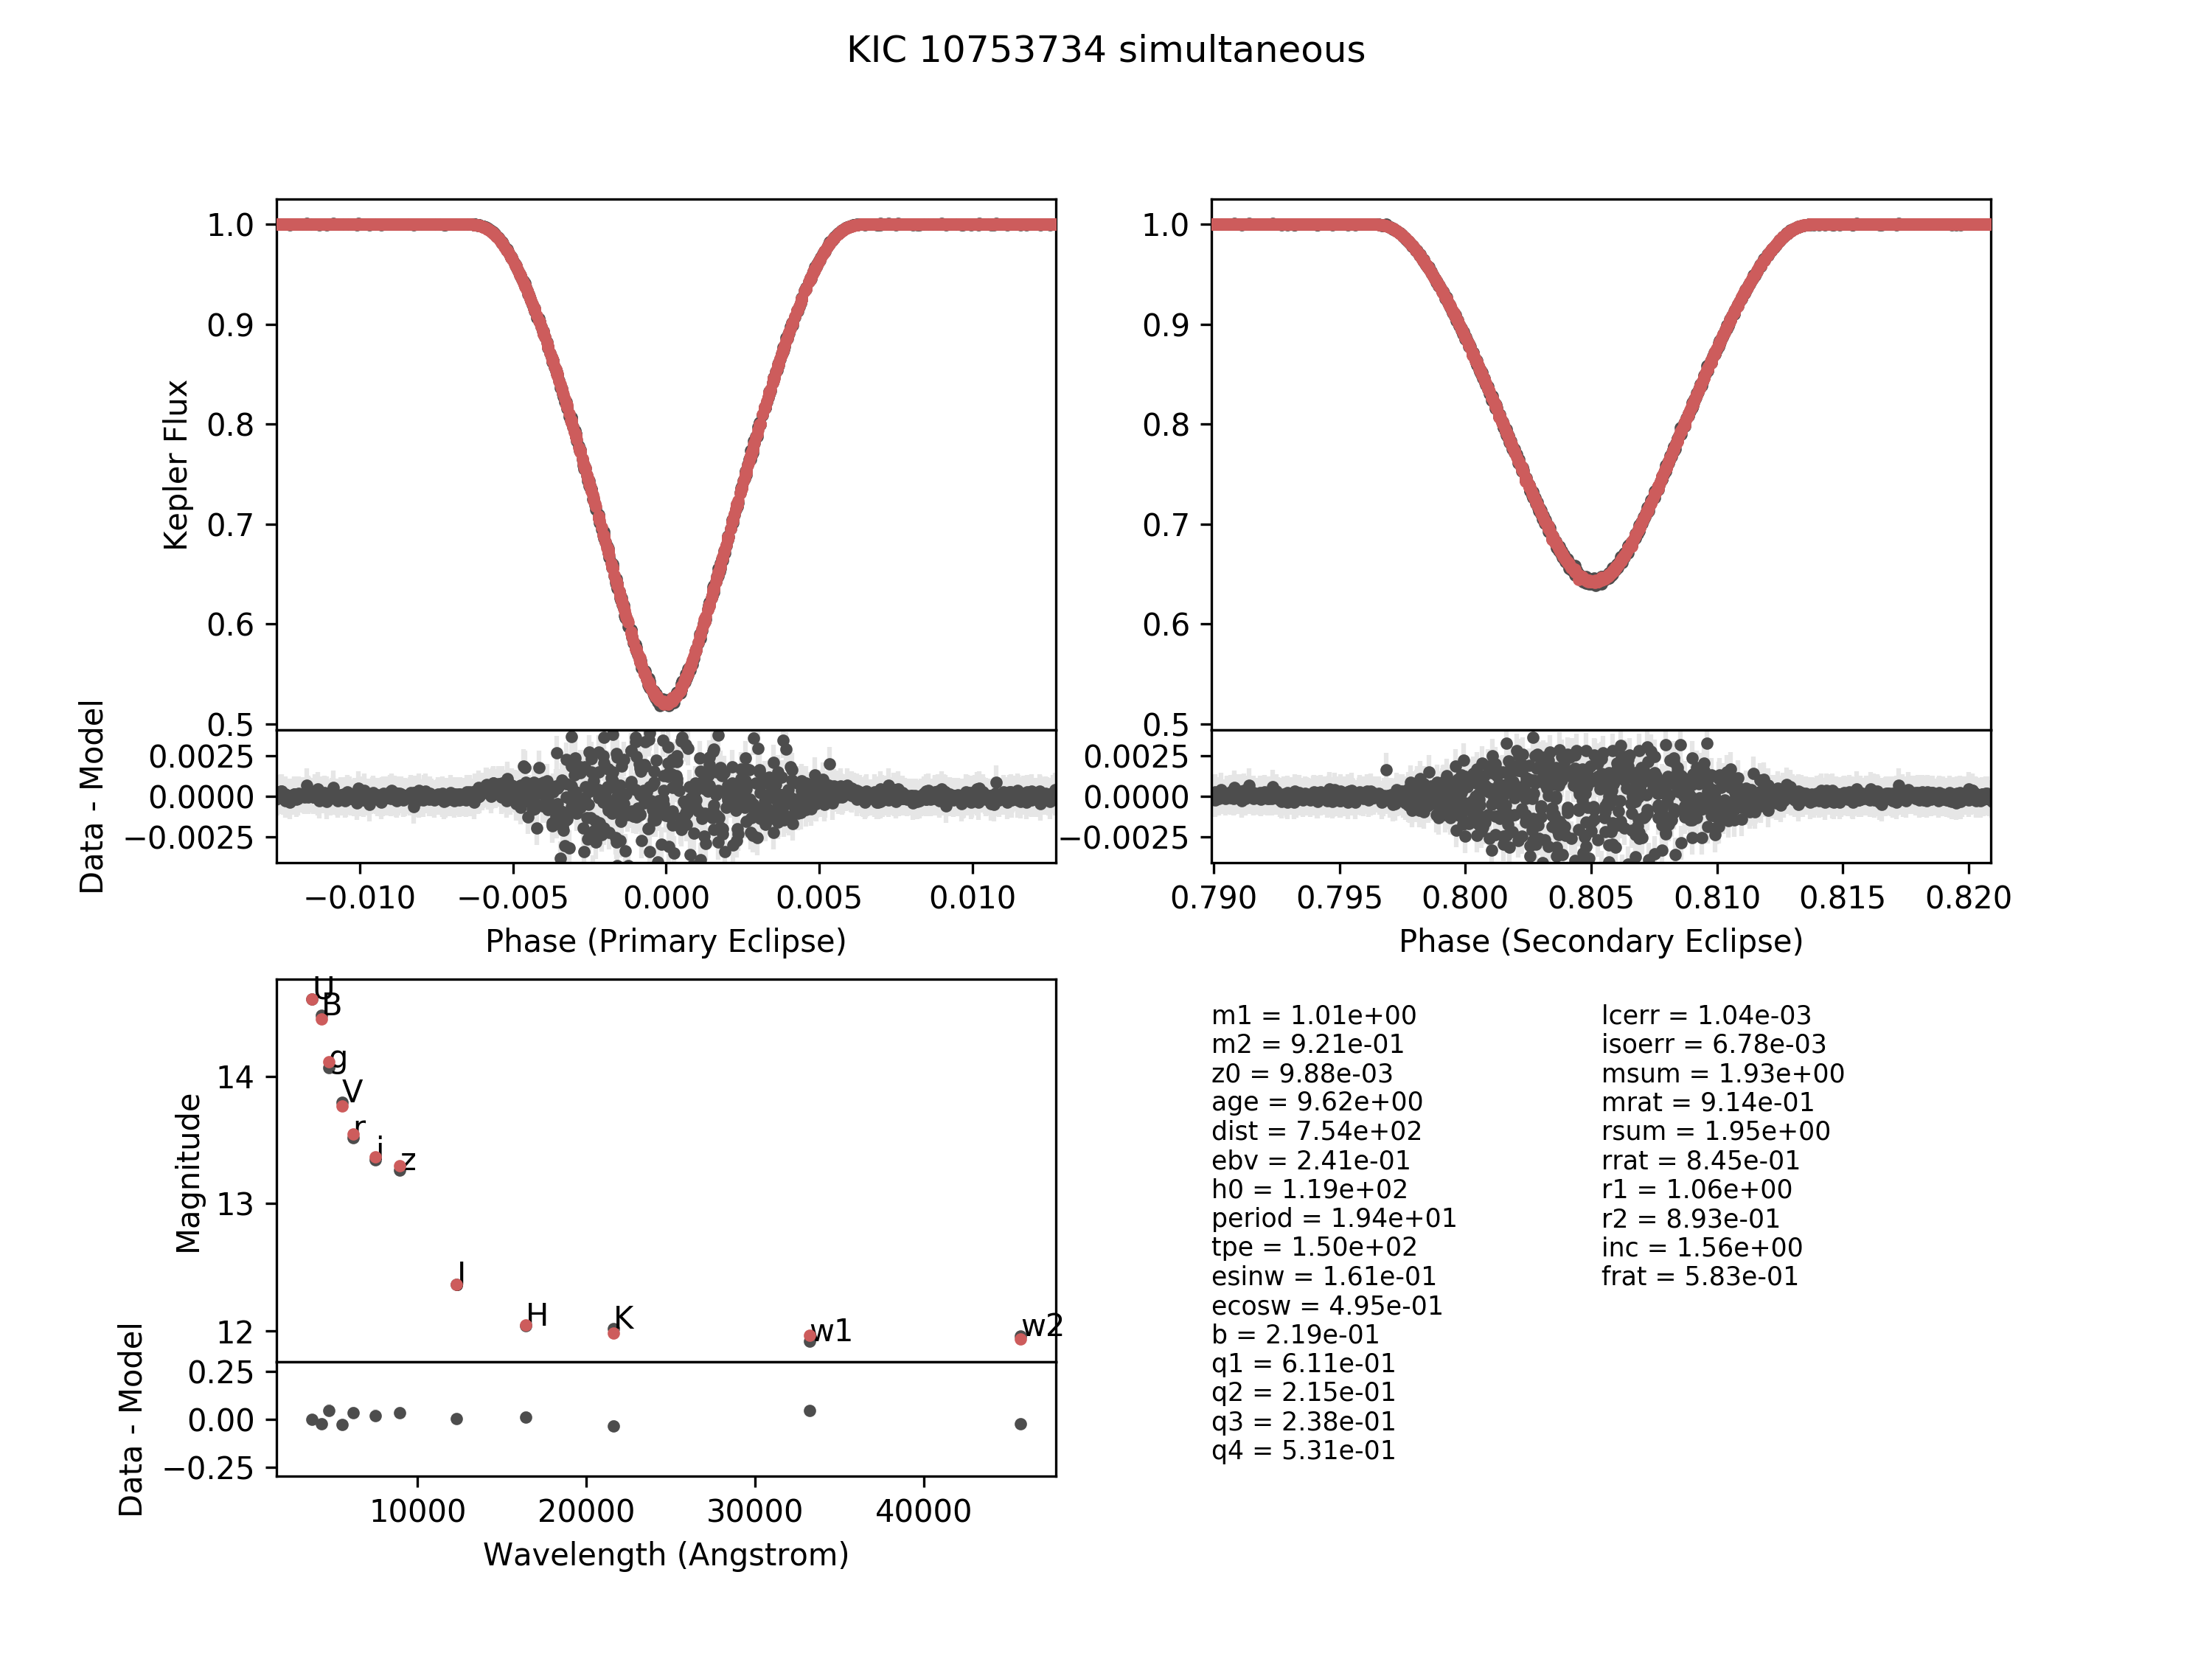 KIC 10753734 simultaneous
1.0
0.9
0.8
0.7
0.6
0.5
Kepler Flux
0.0025
0.0000
−0.0025
Data - Model
−0.010 −0.005 0.000 0.005 0.010
Phase (Primary Eclipse)
1.0
0.9
0.8
0.7
0.6
0.5
0.0025
0.0000
−0.0025
0.790 0.795 0.800 0.805 0.810 0.815 0.820
Phase (Secondary Eclipse)
14
13
12
Magnitude
U
B
g
V
r
i
z
J
H
K
w1
w2
0.25
0.00
−0.25
Data - Model
10000 20000 30000 40000
Wavelength (Angstrom)
m1 = 1.01e+00
m2 = 9.21e-01
z0 = 9.88e-03
age = 9.62e+00
dist = 7.54e+02
ebv = 2.41e-01
h0 = 1.19e+02
period = 1.94e+01
tpe = 1.50e+02
esinw = 1.61e-01
ecosw = 4.95e-01
b = 2.19e-01
q1 = 6.11e-01
q2 = 2.15e-01
q3 = 2.38e-01
q4 = 5.31e-01
lcerr = 1.04e-03
isoerr = 6.78e-03
msum = 1.93e+00
mrat = 9.14e-01
rsum = 1.95e+00
rrat = 8.45e-01
r1 = 1.06e+00
r2 = 8.93e-01
inc = 1.56e+00
frat = 5.83e-01